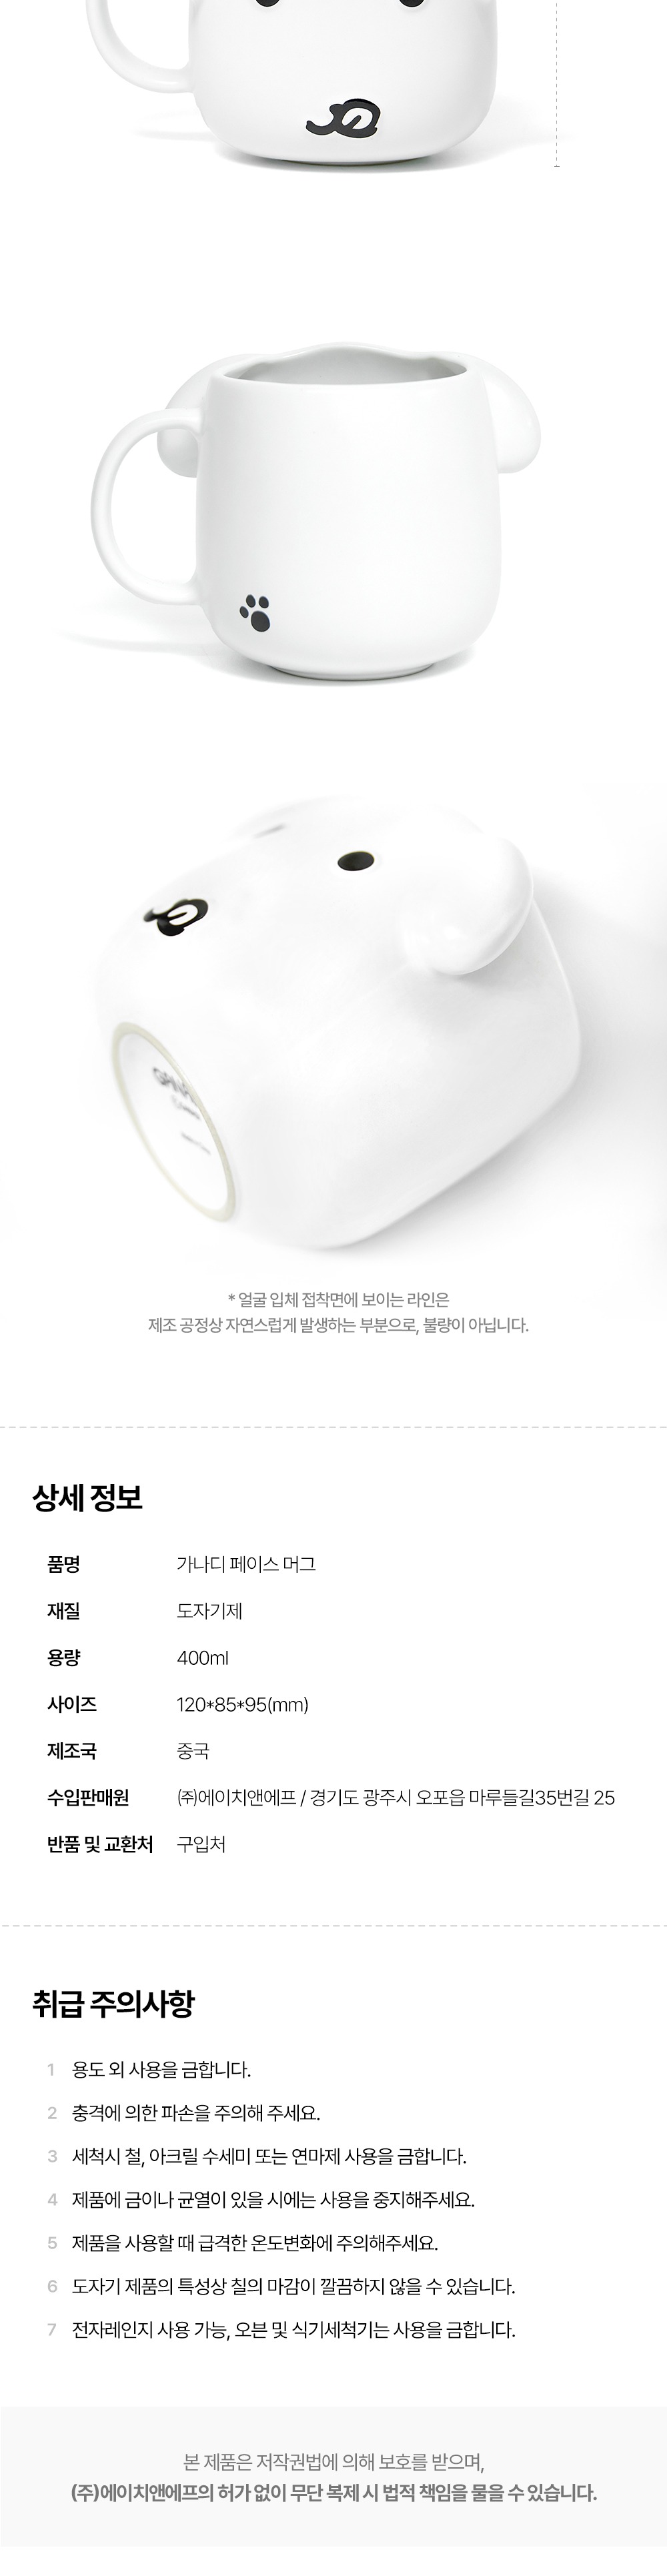 * 얼굴 입체 접착면에 보이는 라인은
제조 공정상 자연스럽게 발생하는 부분으로, 불량이 아닙니다.
상세 정보
품명 가나디 페이스 머그
재질 도자기제
용량 400ml
사이즈 120*85*95(mm)
제조국 중국
수입판매원 ㈜에이치앤에프 / 경기도 광주시 오포읍 마루들길35번길 25
반품 및 교환처 구입처
취급 주의사항
1 용도 외 사용을 금합니다.
2 충격에 의한 파손을 주의해 주세요.
3 세척시 철, 아크릴 수세미 또는 연마제 사용을 금합니다.
4 제품에 금이나 균열이 있을 시에는 사용을 중지해주세요.
5 제품을 사용할 때 급격한 온도변화에 주의해주세요.
6 도자기 제품의 특성상 칠의 마감이 깔끔하지 않을 수 있습니다.
7 전자레인지 사용 가능, 오븐 및 식기세척기는 사용을 금합니다.
본 제품은 저작권법에 의해 보호를 받으며,
(주)에이치앤에프의 허가 없이 무단 복제 시 법적 책임을 물을 수 있습니다.